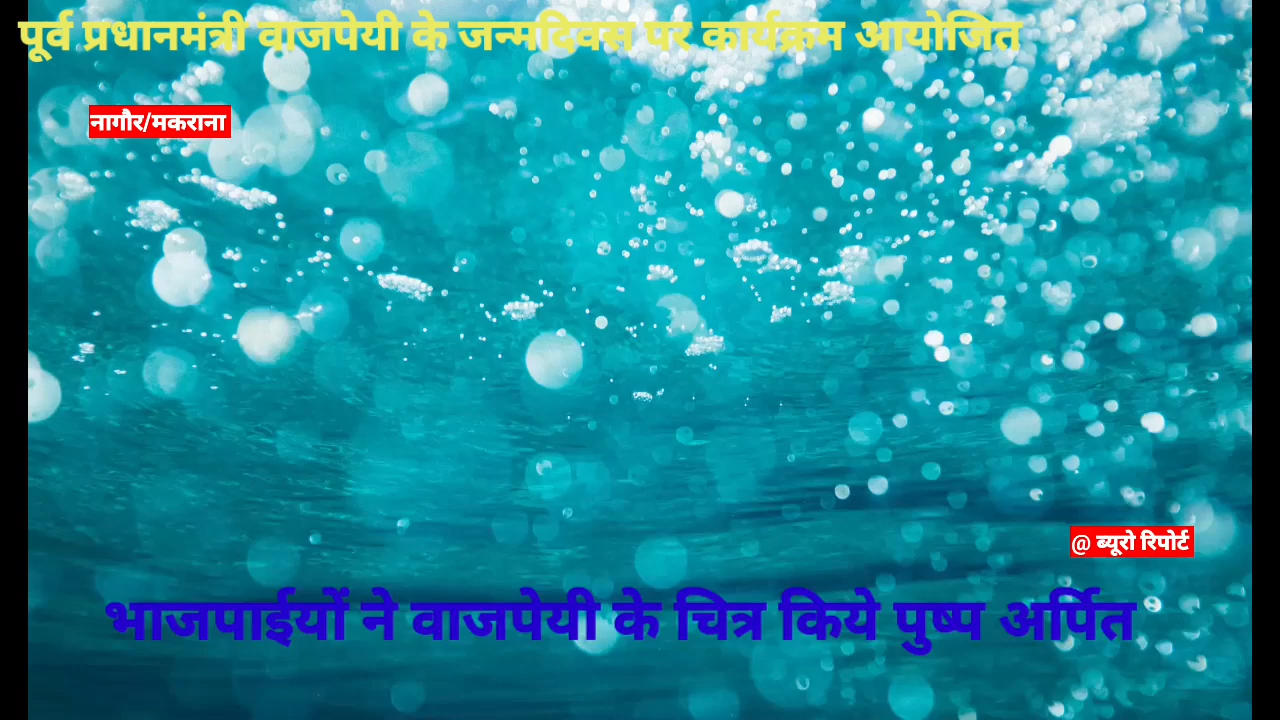 पूर्व प्रधानमंत्री वाजपेयी के जन्मदिवस पर कार्यक्रम आयोजित
नागौर/मकराना
@ ब्यूरो रिपोर्ट
भाजपाईयों ने वाजपेयी के चित्र किये पुष्प अर्पित